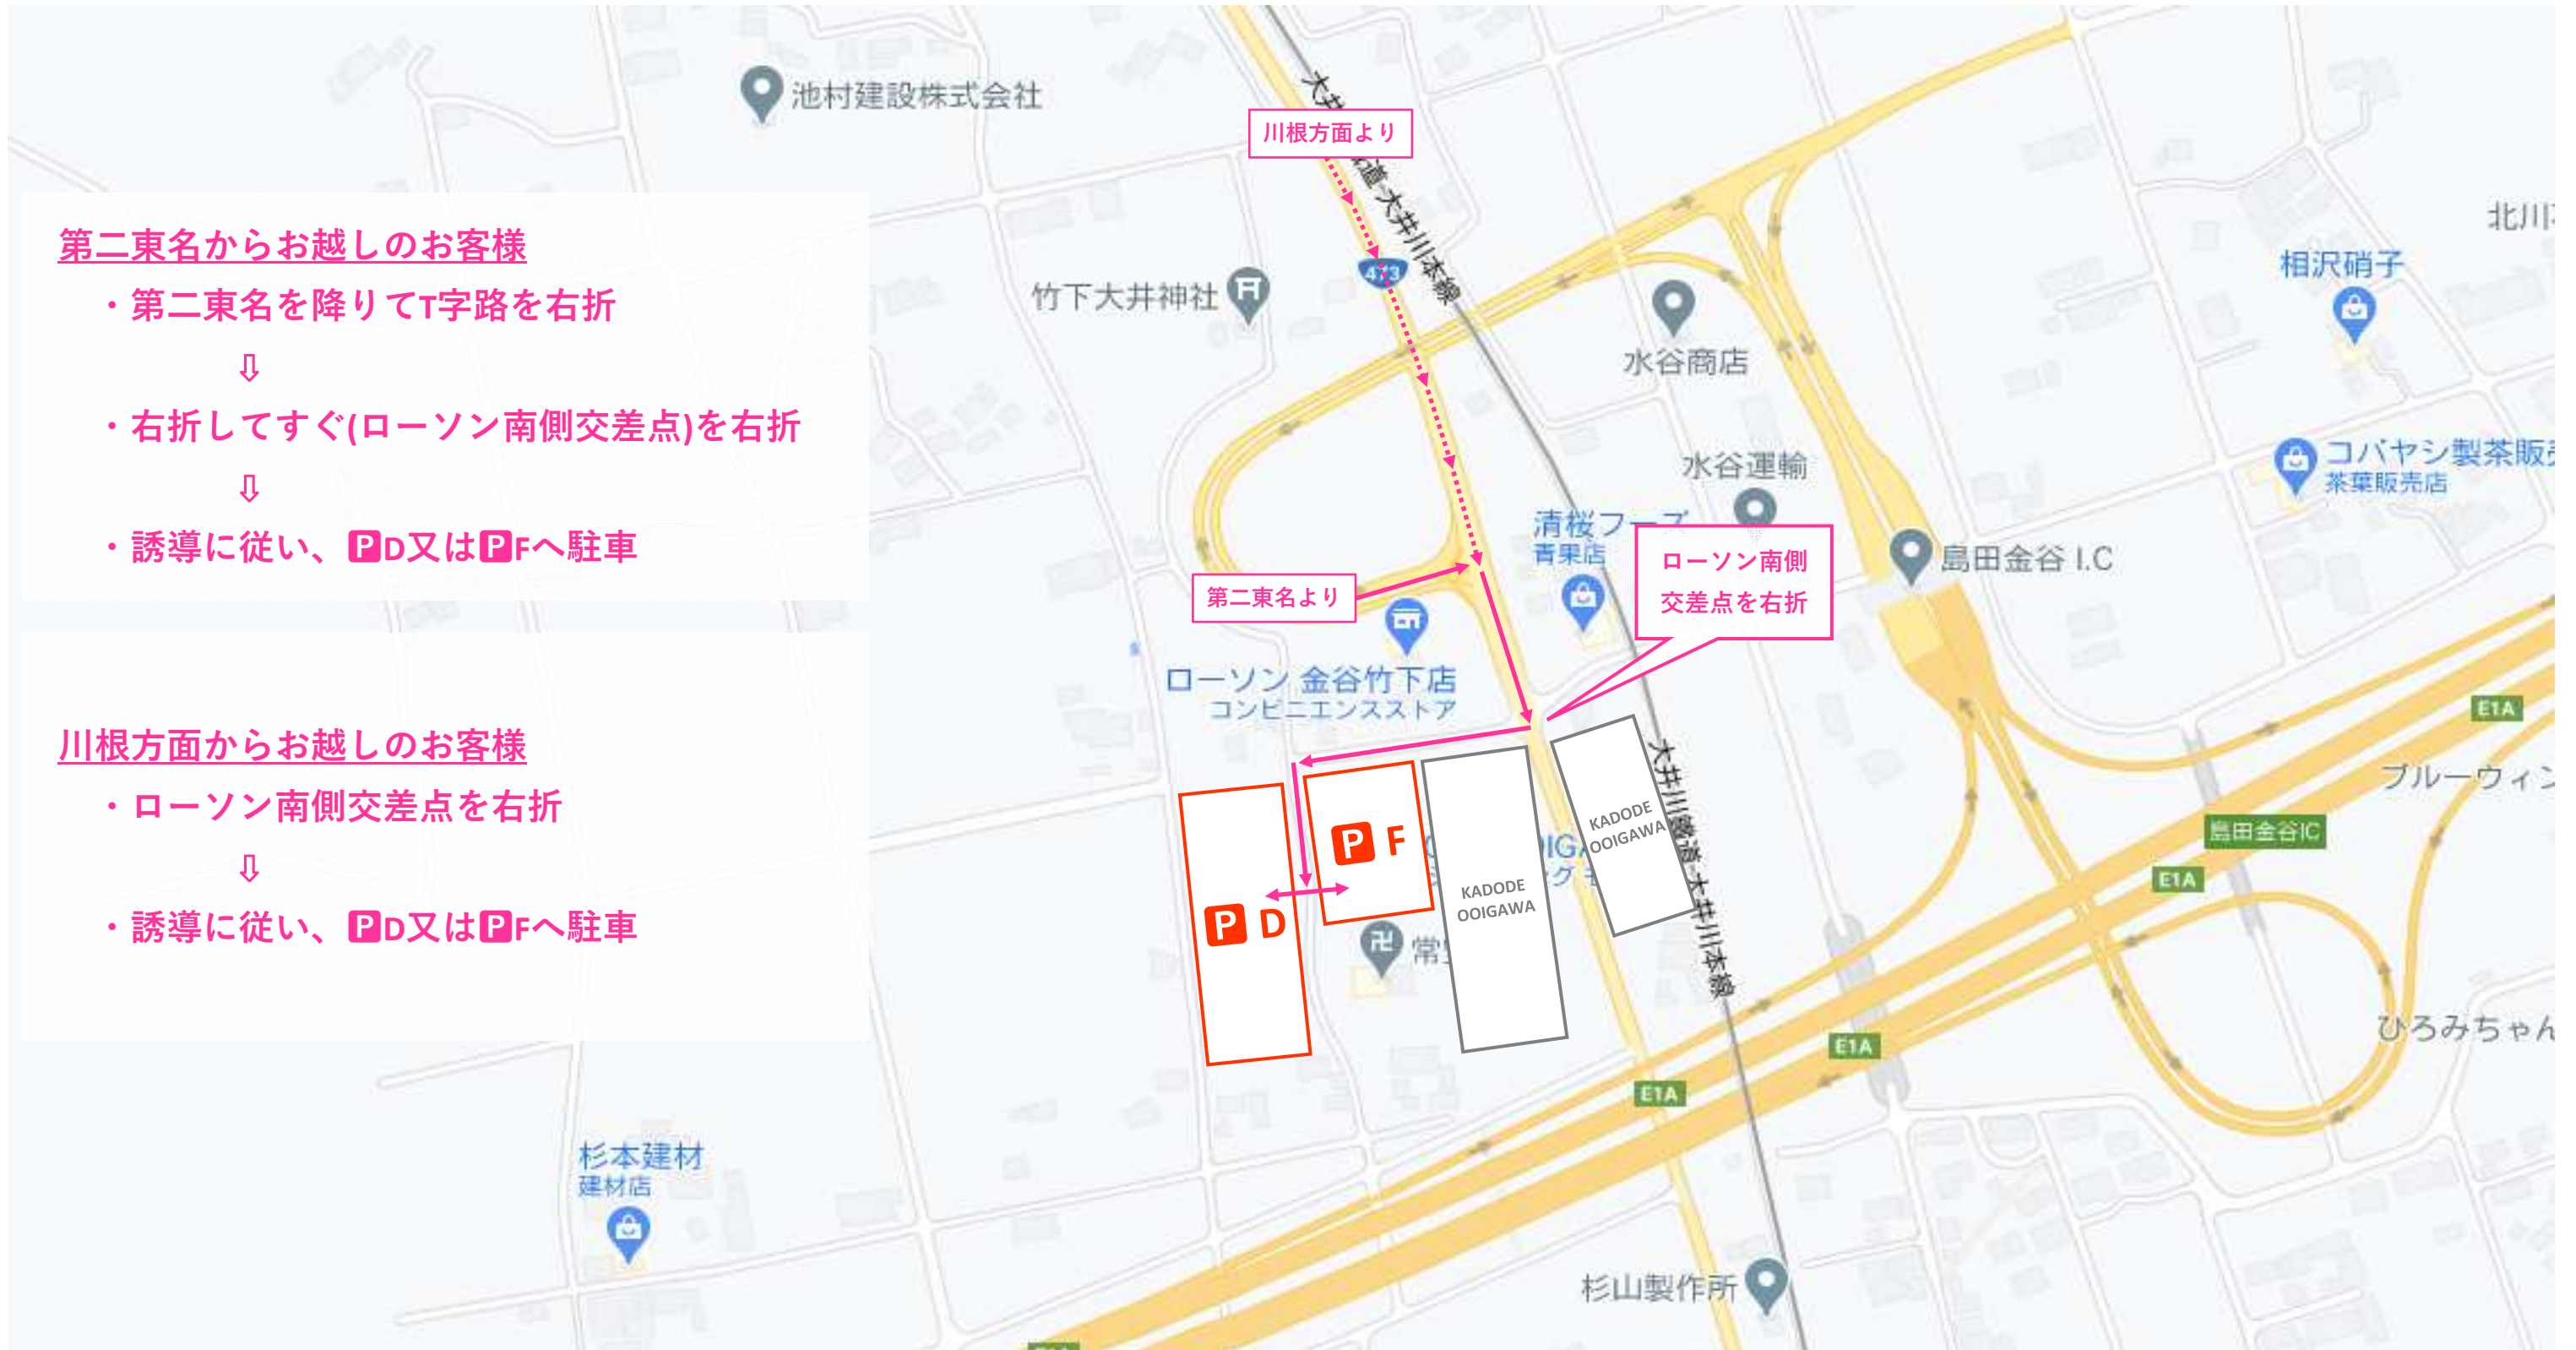 池村建設株式会社
川根方面より
北川
第二東名からお越しのお客様
・第二東名を降りてT字路を右折
⇩
・右折してすぐ(ローソン南側交差点)を右折
⇩
・誘導に従い、🅿D又は🅿Fへ駐車
竹下大井神社
473
大井川本線
相沢硝子
水谷商店
水谷運輸
コバヤシ製茶販
茶葉販売店
清桜フーズ
青果店
島田金谷 I.C
ローソン南側
交差点を右折
第二東名より
ローソン 金谷竹下店
コンビニエンスストア
E1A
川根方面からお越しのお客様
・ローソン南側交差点を右折
⇩
・誘導に従い、🅿D又は🅿Fへ駐車
大井川鐵道-大井川本線
ブルーウィン
島田金谷IC
P F
KADODE
OOIGAWA
KADODE
OOIGAWA
E1A
P D
常
ひろみちゃん
E1A
E1A
杉本建材
建材店
杉山製作所